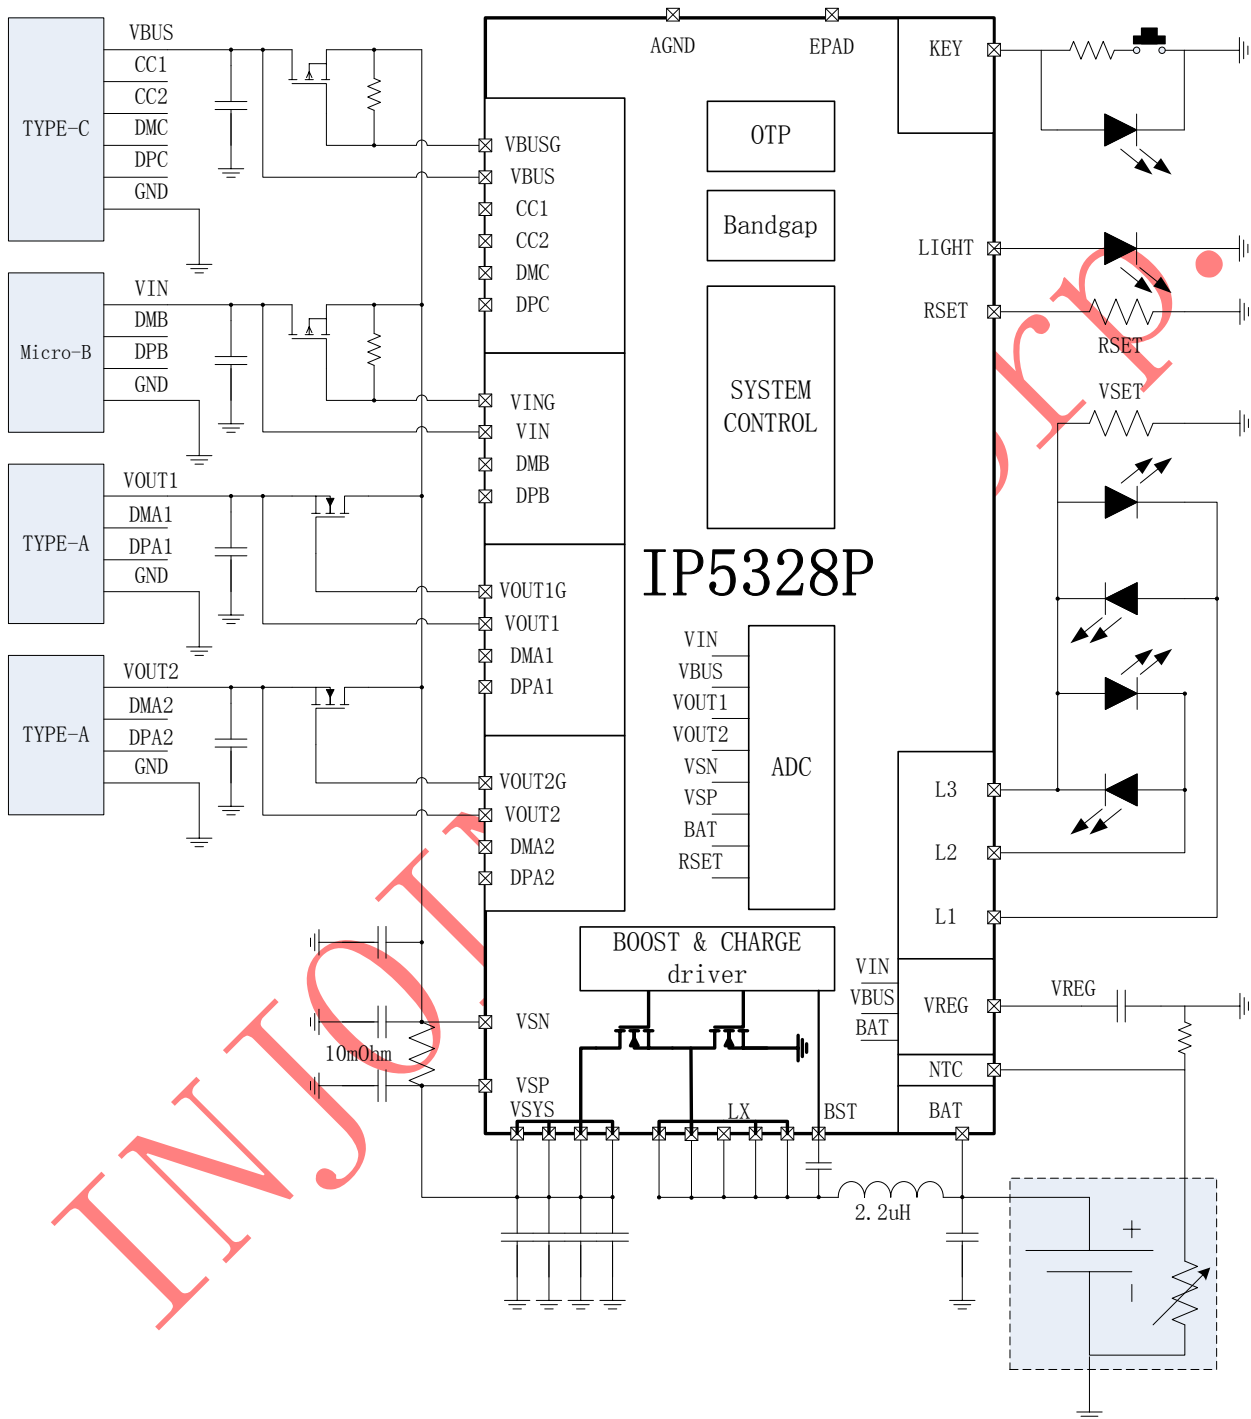 TYPE-C
VBUS
CC1
CC2
DMC
DPC
GND
Micro-B
VIN
DMB
DPB
GND
TYPE-A
VOUT1
DMA1
DPA1
GND
TYPE-A
VOUT2
DMA2
DPA2
GND
AGND
EPAD
KEY
VBUSG
VBUS
CC1
CC2
DMC
DPC
VING
VIN
DMB
DPB
VOUT1G
VOUT1
DMA1
DPA1
VOUT2G
VOUT2
DMA2
DPA2
OTP
Bandgap
SYSTEM
CONTROL
IP5328P
VIN
VBUS
VOUT1
VOUT2
VSN
VSP
BAT
RSET
ADC
BOOST & CHARGE
driver
LIGHT
RSET
RSET
VSET
L3
L2
L1
VIN
VBUS
BAT
VREG
VREG
NTC
BAT
VSN
10mOhm
VSP
VSYS
LX
BST
2.2uH
+
−